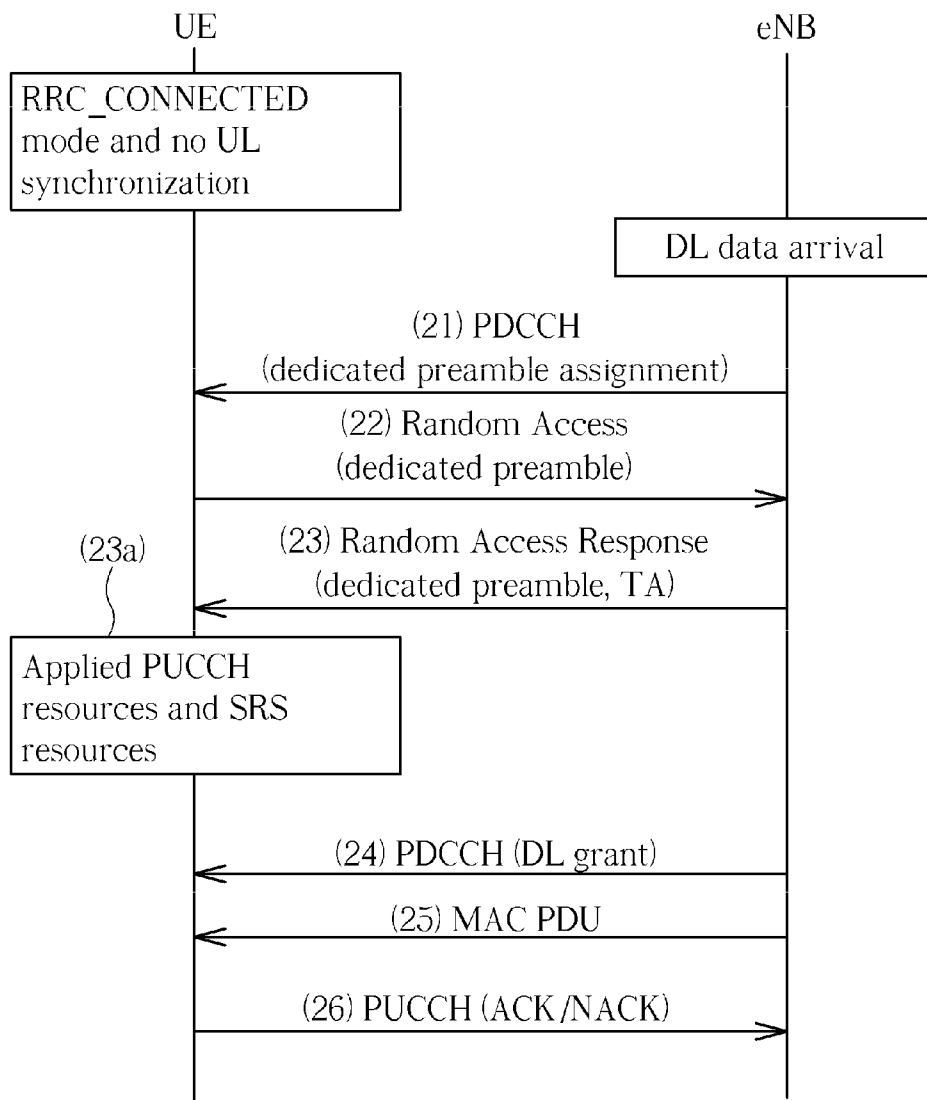 UE
eNB
RRC_CONNECTED
mode and no UL
synchronization
DL data arrival
(21) PDCCH
(dedicated preamble assignment)
(22) Random Access
(dedicated preamble)
(23) Random Access Response
(dedicated preamble, TA)
(23a)
Applied PUCCH
resources and SRS
resources
(24) PDCCH (DL grant)
(25) MAC PDU
(26) PUCCH (ACK/NACK)